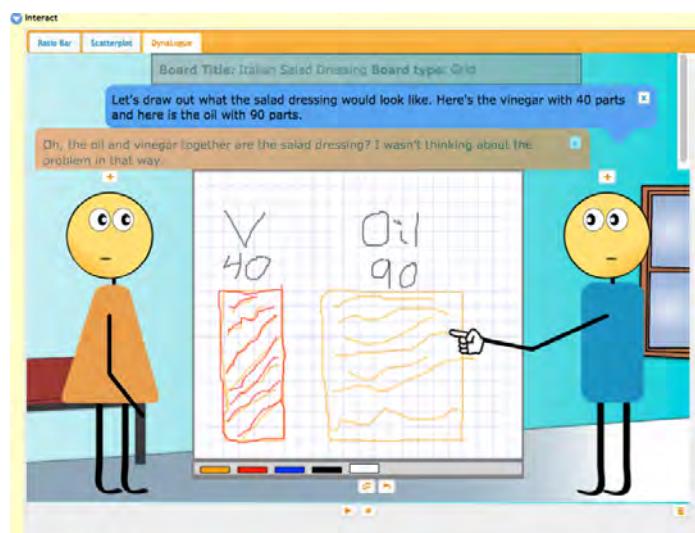 Interact
Ratio Bar
Scatterplot
DynaLogue
Board Title: Italian Salad Dressing Board type: Grid
Let's draw out what the salad dressing would look like. Here's the vinegar with 40 parts
and here is the oil with 90 parts.
x
Oh, the oil and vinegar together are the salad dressing? I wasn't thinking about the
problem in that way.
x
+
+
V
Oil
40
90